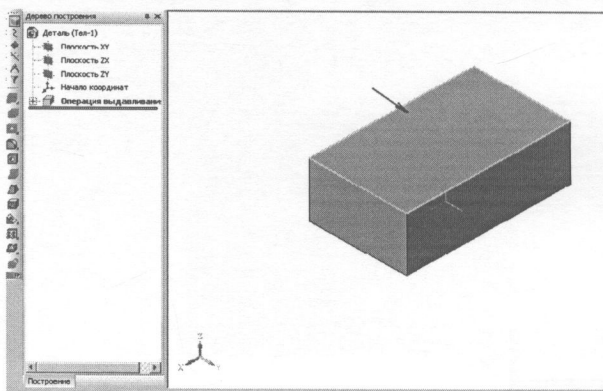 Дерево построения
Деталь (Тел-1)
Плоскость XY
Плоскость ZX
Плоскость ZY
Начало координат
Операция выдавливани
Z
X
Y
Построение